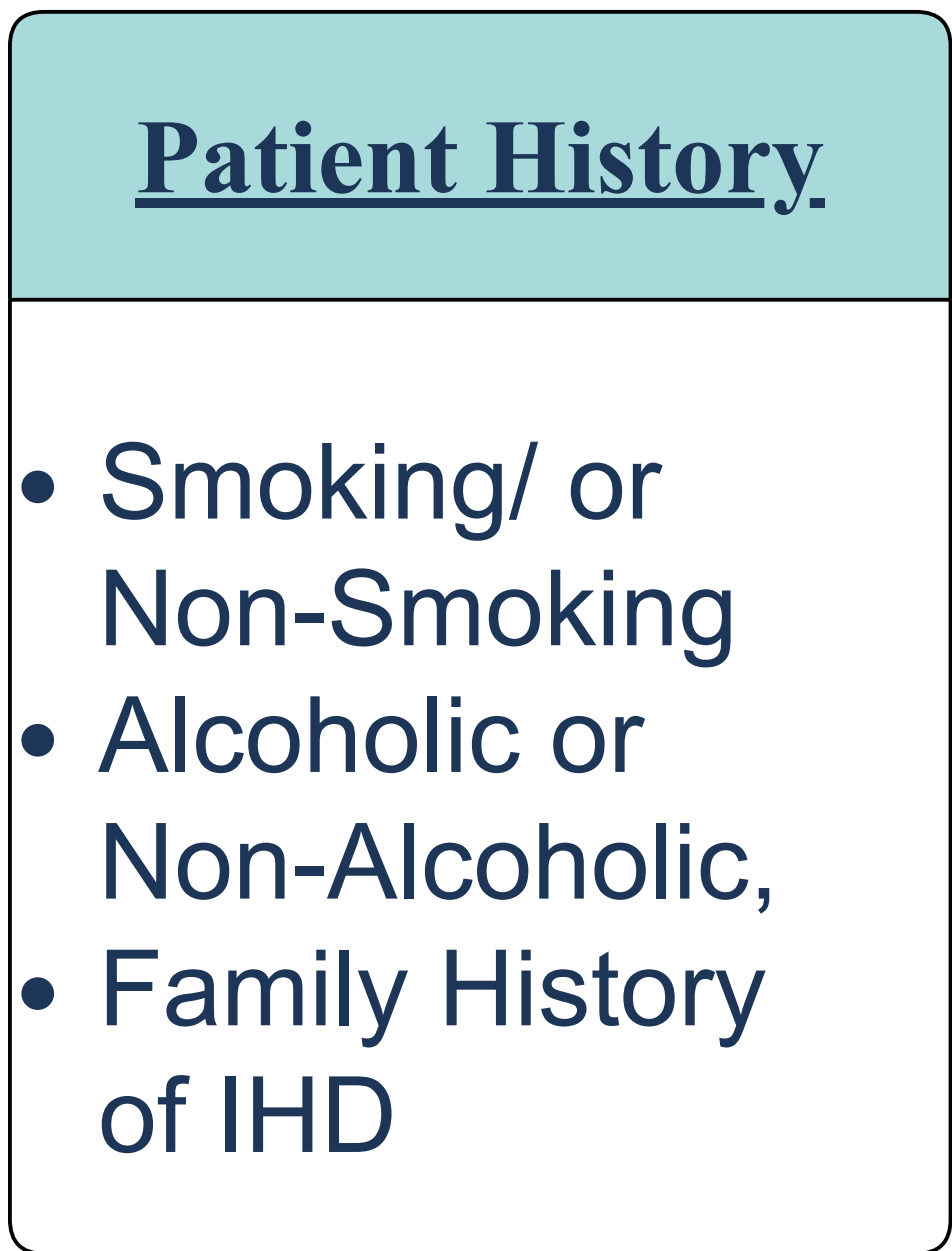 Patient History
• Smoking/ or
Non-Smoking
• Alcoholic or
Non-Alcoholic,
• Family History
of IHD